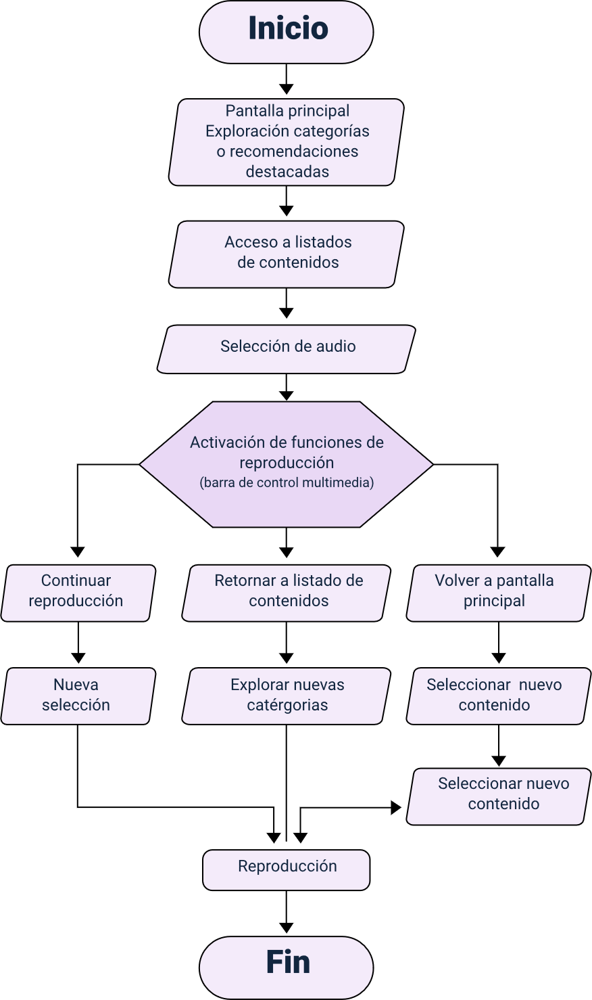 Inicio
Pantalla principal
Exploración categorías
o recomendaciones
destacadas
Acceso a listados
de contenidos
Selección de audio
Activación de funciones de
reproducción
(barra de control multimedia)
Continuar
reproducción
Retornar a listado de
contenidos
Volver a pantalla
principal
Nueva
selección
Explorar nuevas
catérgorias
Seleccionar  nuevo
contenido
Seleccionar nuevo
contenido
Reproducción
Fin